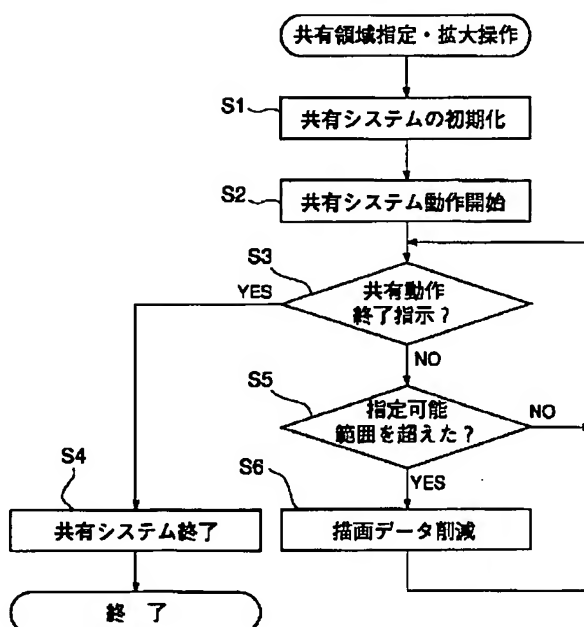 共有領域指定・拡大操作
S1
共有システムの初期化
S2
共有システム動作開始
S3
YES
共有動作
終了指示?
NO
S5
指定可能
範囲を超えた?
NO
YES
S4
共有システム終了
S6
描画データ削減
終 了